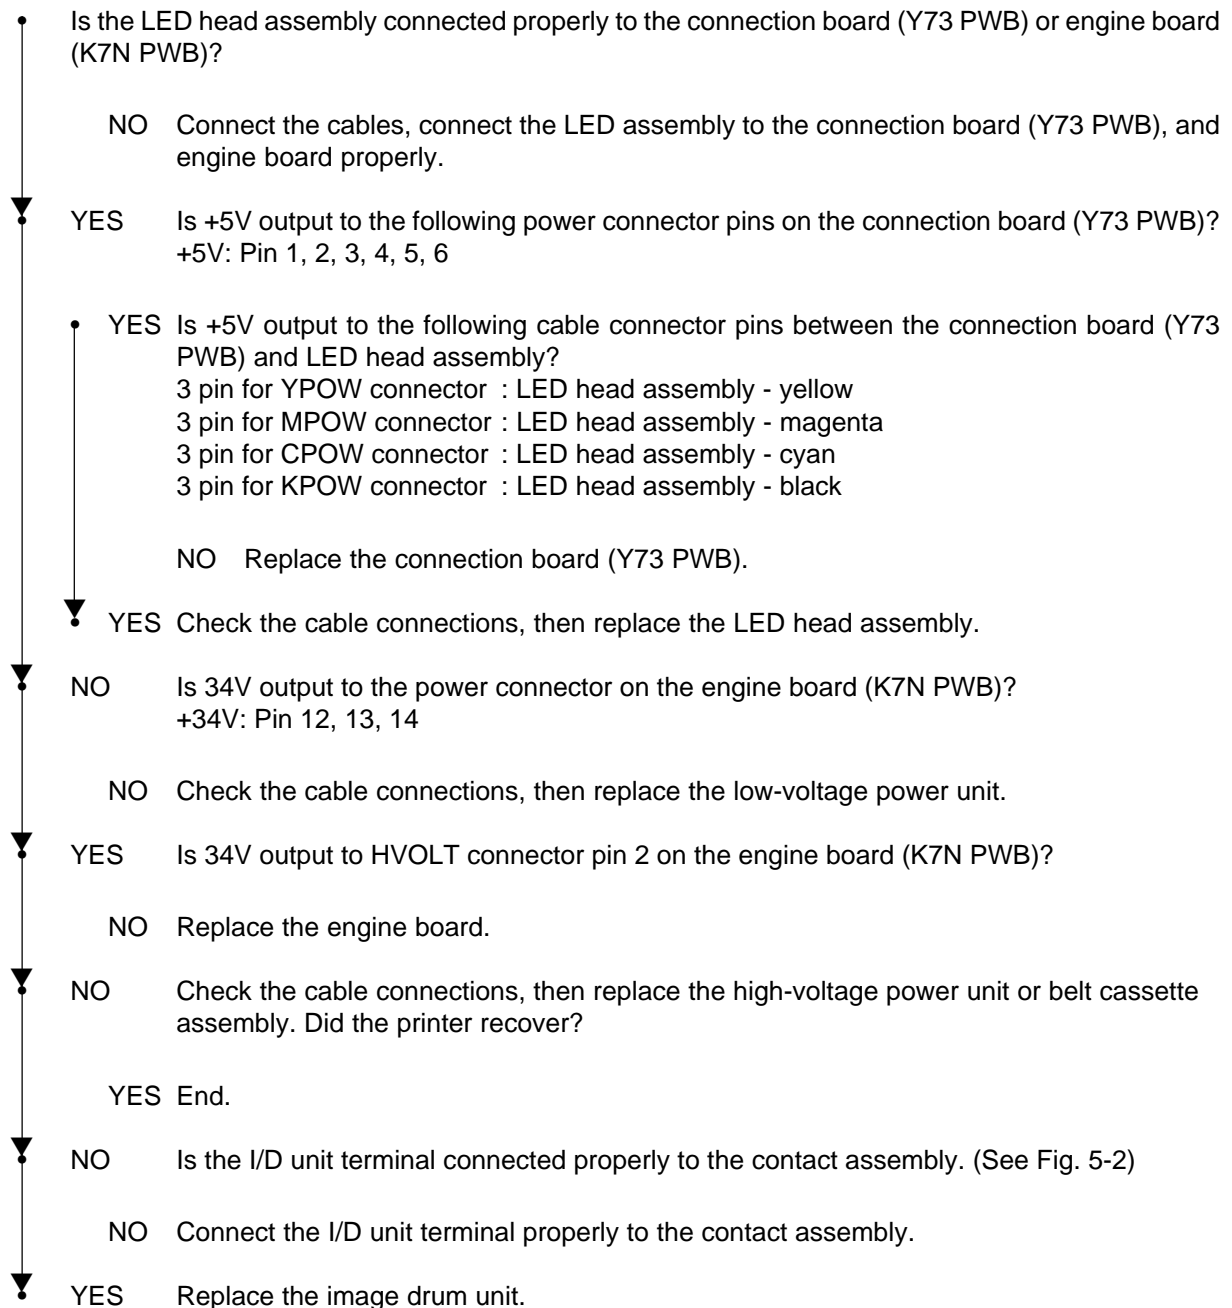 Is the LED head assembly connected properly to the connection board (Y73 PWB) or engine board
(K7N PWB)?
NO Connect the cables, connect the LED assembly to the connection board (Y73 PWB), and
engine board properly.
YES Is +5V output to the following power connector pins on the connection board (Y73 PWB)?
+5V: Pin 1, 2, 3, 4, 5, 6
YES Is +5V output to the following cable connector pins between the connection board (Y73
PWB) and LED head assembly?
3 pin for YPOW connector : LED head assembly - yellow
3 pin for MPOW connector : LED head assembly - magenta
3 pin for CPOW connector : LED head assembly - cyan
3 pin for KPOW connector : LED head assembly - black
NO Replace the connection board (Y73 PWB).
YES Check the cable connections, then replace the LED head assembly.
NO Is 34V output to the power connector on the engine board (K7N PWB)?
+34V: Pin 12, 13, 14
NO Check the cable connections, then replace the low-voltage power unit.
YES Is 34V output to HVOLT connector pin 2 on the engine board (K7N PWB)?
NO Replace the engine board.
NO Check the cable connections, then replace the high-voltage power unit or belt cassette
assembly. Did the printer recover?
YES End.
NO Is the I/D unit terminal connected properly to the contact assembly. (See Fig. 5-2)
NO Connect the I/D unit terminal properly to the contact assembly.
YES Replace the image drum unit.